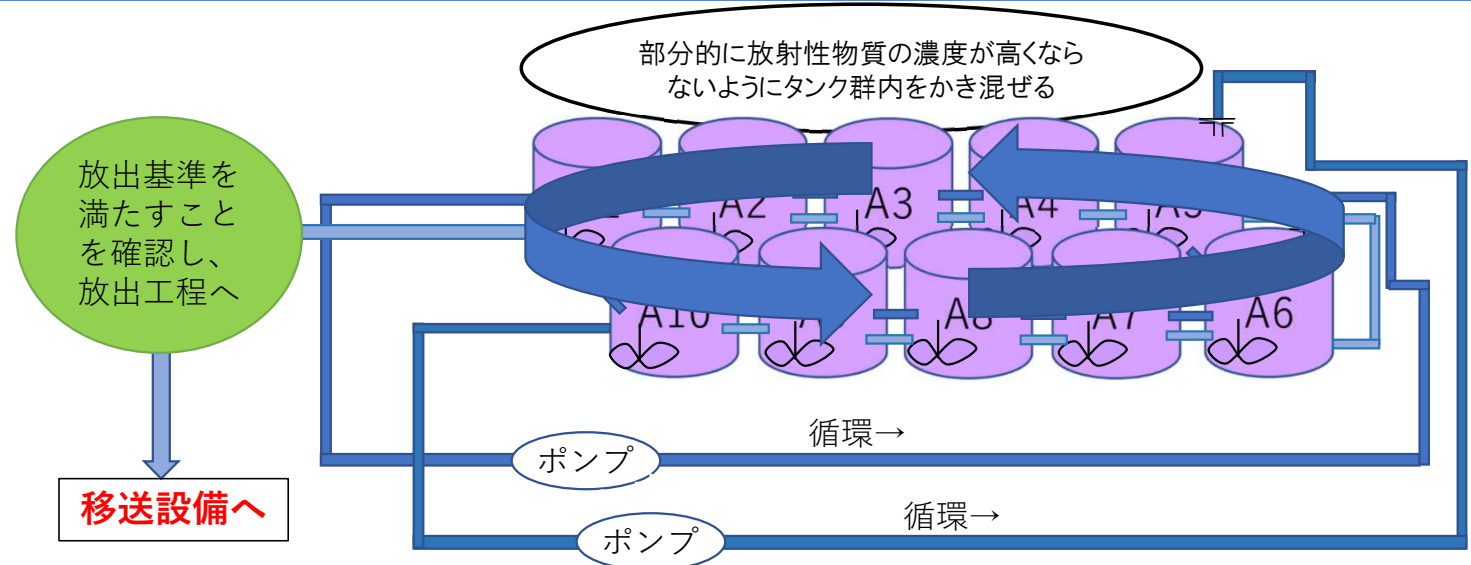 部分的に放射性物質の濃度が高くなら
ないようにタンク群内をかき混ぜる
放出基準を
満たすこと
を確認し、
放出工程へ
A2
A3
A4
A10
A8
A7
A6
循環→
ポンプ
移送設備へ
循環→
ポンプ